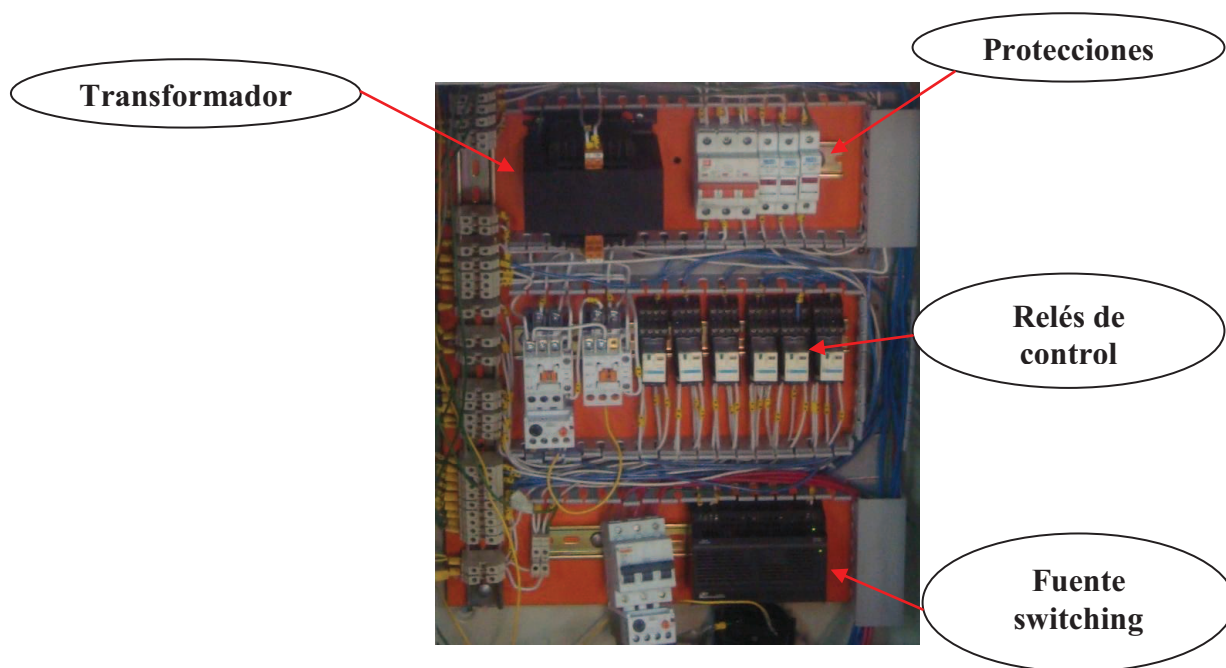 Protecciones
Transformador
Relés de
control
Fuente
switching